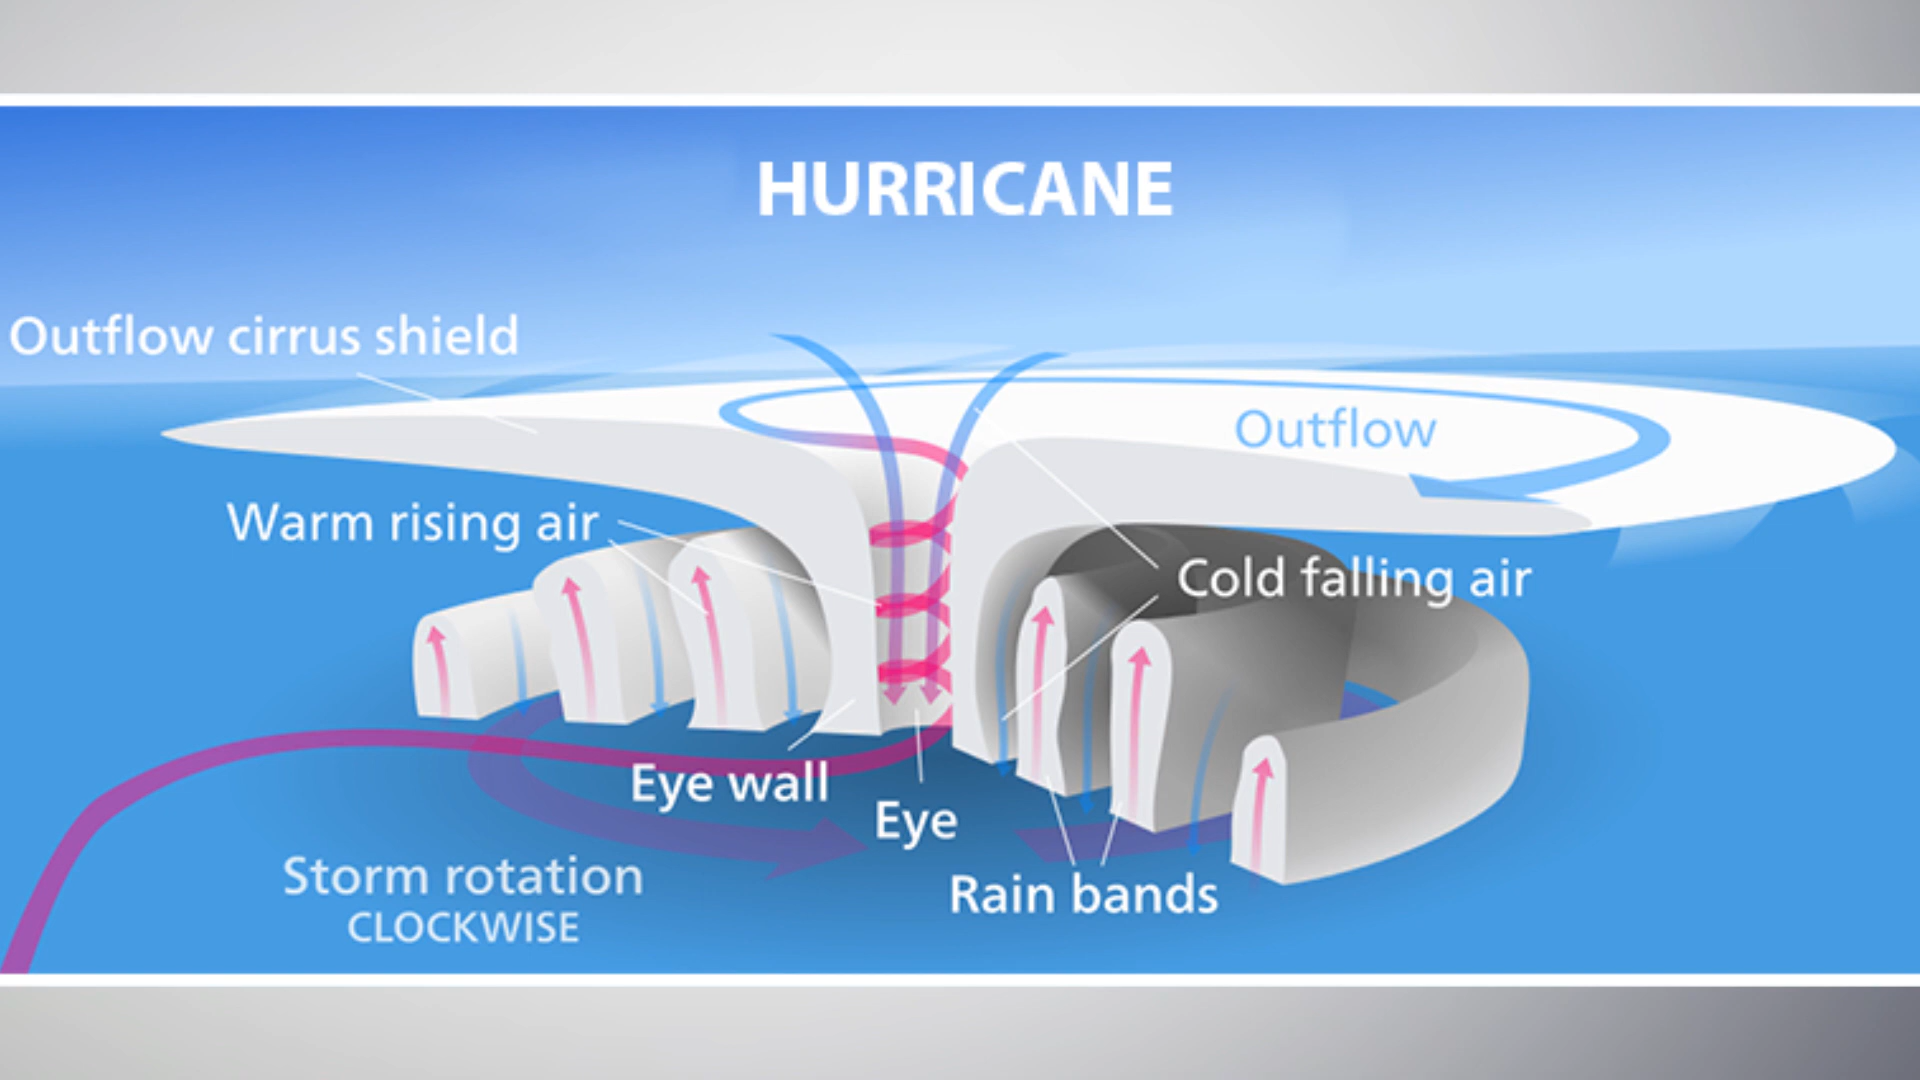 HURRICANE
Outflow cirrus shield
Outflow
Warm rising air
Cold falling air
Eye wall
Eye
Storm rotation
CLOCKWISE
Rain bands